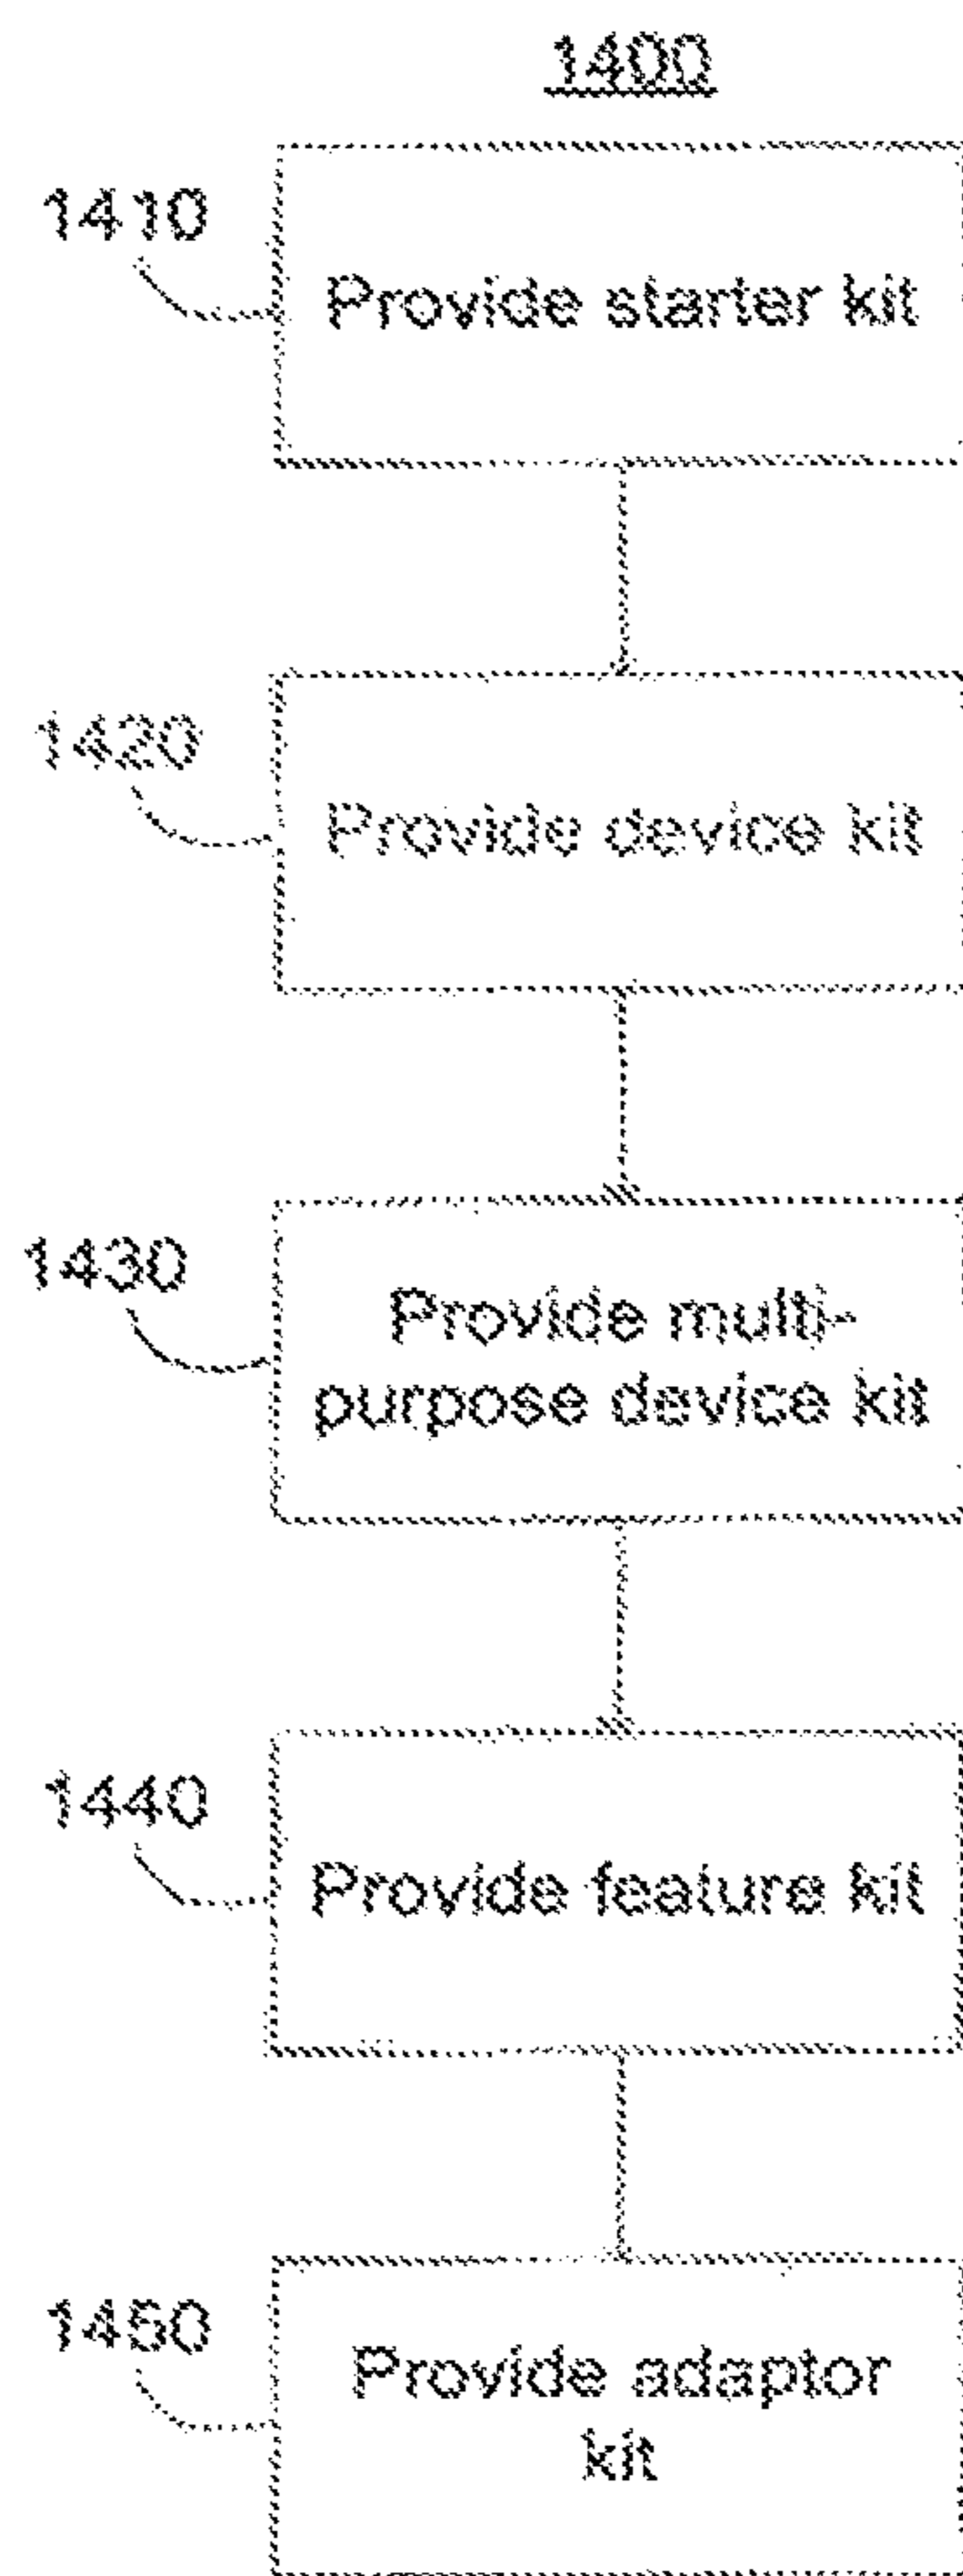 1400
1410
Provide starter kit
1420
Provide device kit
1430
Provide multi-
purpose device kit
1440
Provide feature kit
1450
Provide adaptor
kit